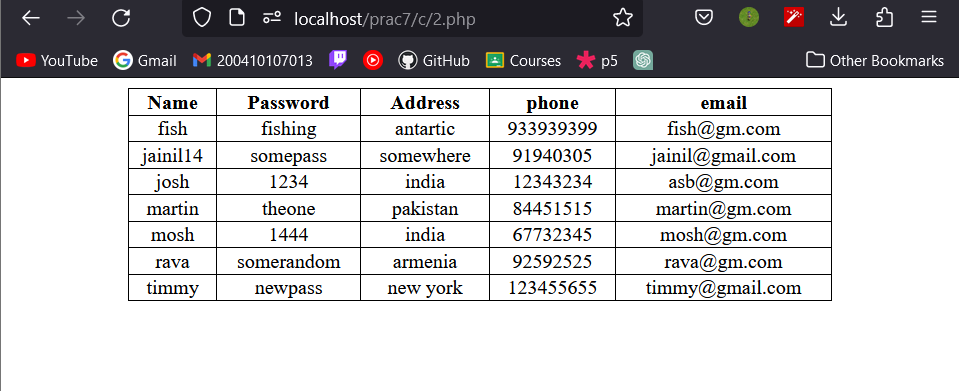 localhost/prac7/c/2.php
YouTube Gmail 200410107013 GitHub Courses p5 Other Bookmarks
Name Password Address phone email
fish fishing antartic 933939399 fish@gm.com
jainil14 somepass somewhere 91940305 jainil@gmail.com
josh 1234 india 12343234 asb@gm.com
martin theone pakistan 84451515 martin@gm.com
mosh 1444 india 67732345 mosh@gm.com
rava somerandom armenia 92592525 rava@gm.com
timmy newpass new york 123455655 timmy@gmail.com